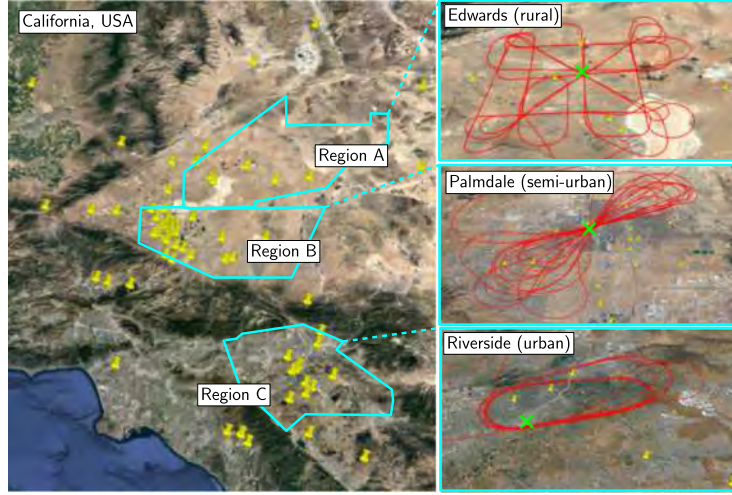 California, USA
Region A
Region B
Region C
Edwards (rural)
Palmdale (semi-urban)
Riverside (urban)